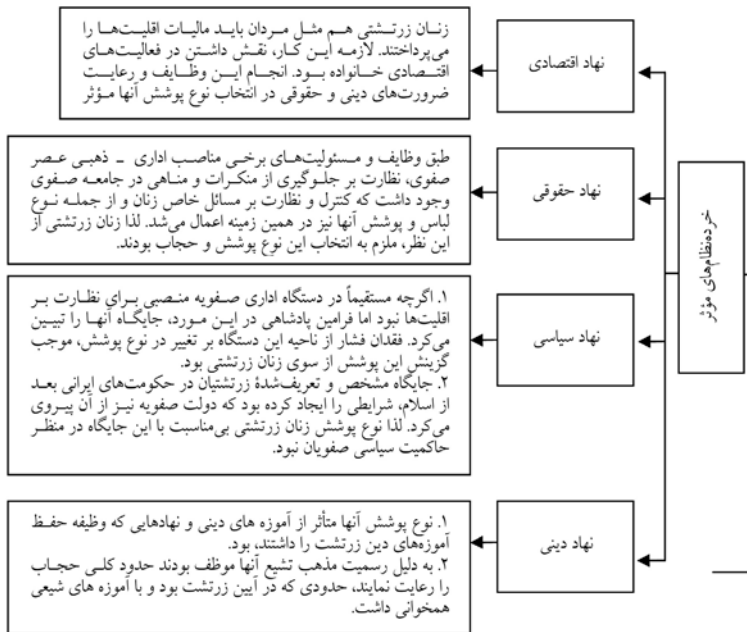 خرده‌نظام‌های مؤثر
نهاد اقتصادی
زنان زرتشتی هم مثل مردان باید مالیات اقلیت‌ها را
می‌پرداختند. لازمه این کار، نقش داشتن در فعالیت‌های
اقتصادی خانواده بود. انجام این وظایف و رعایت
ضرورت‌های دینی و حقوقی در انتخاب نوع پوشش آنها مؤثر
نهاد حقوقی
طبق وظایف و مسئولیت‌های برخی مناصب اداری ـ ذهبی عصر
صفوی، نظارت بر جلوگیری از منکرات و مناهی در جامعه صفوی
وجود داشت که کنترل و نظارت بر مسائل خاص زنان و از جمله نوع
لباس و پوشش آنها نیز در همین زمینه اعمال می‌شد. لذا زنان زرتشتی از
این نظر، ملزم به انتخاب این نوع پوشش و حجاب بودند.
نهاد سیاسی
۱. اگرچه مستقیماً در دستگاه اداری صفویه منصبی برای نظارت بر
اقلیت‌ها نبود اما فرامین پادشاهی در این مورد، جایگاه آنها را تبیین
می‌کرد. فقدان فشار از ناحیه این دستگاه بر تغییر در نوع پوشش، موجب
گزینش این پوشش از سوی زنان زرتشتی بود.
۲. جایگاه مشخص و تعریف‌شدهٔ زرتشتیان در حکومت‌های ایرانی بعد
از اسلام، شرایطی را ایجاد کرده بود که دولت صفویه نیز از آن پیروی
می‌کرد. لذا نوع پوشش زنان زرتشتی بی‌مناسبت با این جایگاه در منظر
حاکمیت سیاسی صفویان نبود.
نهاد دینی
۱. نوع پوشش آنها متأثر از آموزه های دینی و نهادهایی که وظیفه حفظ
آموزه‌های دین زرتشت را داشتند، بود.
۲. به دلیل رسمیت مذهب تشیع آنها موظف بودند حدود کلی حجاب
را رعایت نمایند، حدودی که در آیین زرتشت بود و با آموزه های شیعی
همخوانی داشت.